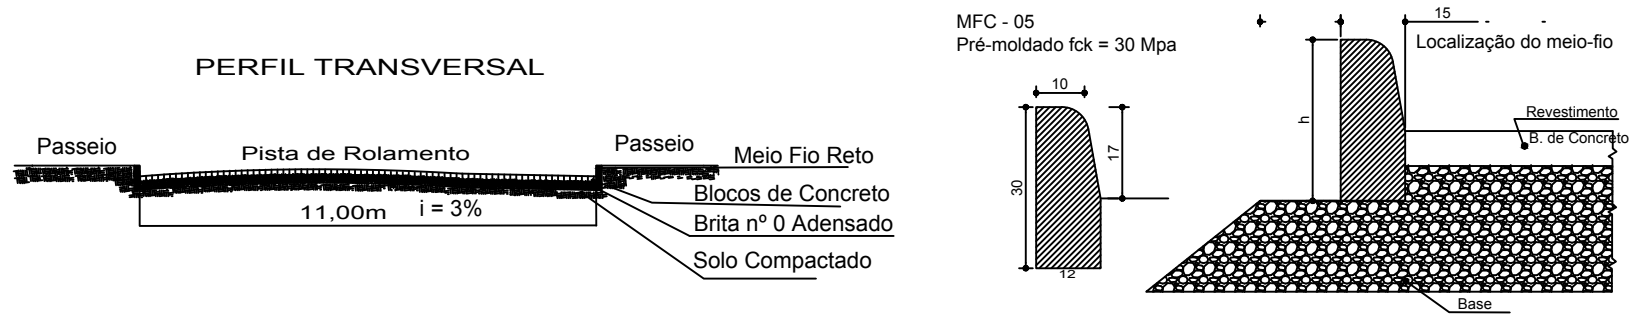 PERFIL TRANSVERSAL
Passeio
Pista de Rolamento
Passeio
Meio Fio Reto
Blocos de Concreto
11,00m
i = 3%
Brita nº 0 Adensado
Solo Compactado
MFC - 05
Pré-moldado fck = 30 Mpa
10
30
17
12
15
Localização do meio-fio
h
Revestimento
B. de Concreto
Base